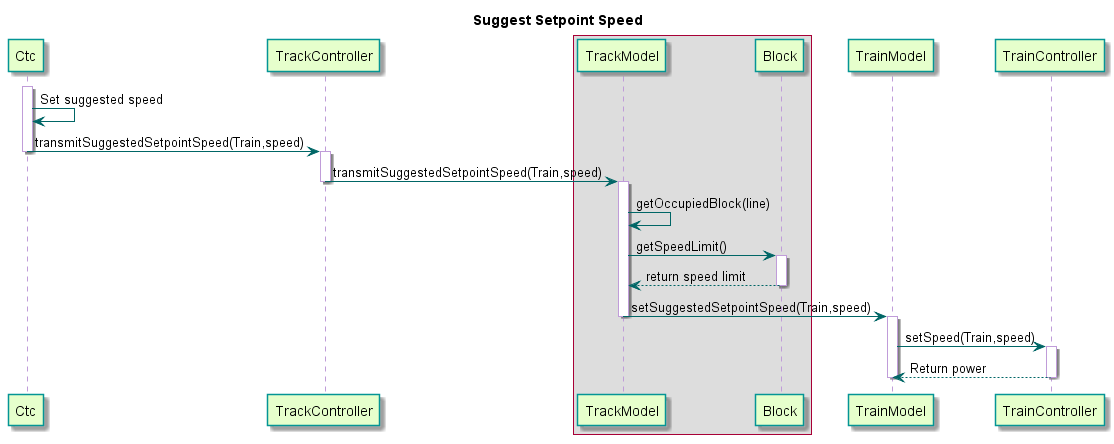 Suggest Setpoint Speed
Ctc
TrackController
TrackModel
Block
TrainModel
TrainController
Set suggested speed
transmitSuggestedSetpointSpeed(Train,speed)
transmitSuggestedSetpointSpeed(Train,speed)
getOccupiedBlock(line)
getSpeedLimit()
return speed limit
setSuggestedSetpointSpeed(Train,speed)
setSpeed(Train,speed)
Return power
Ctc
TrackController
TrackModel
Block
TrainModel
TrainController